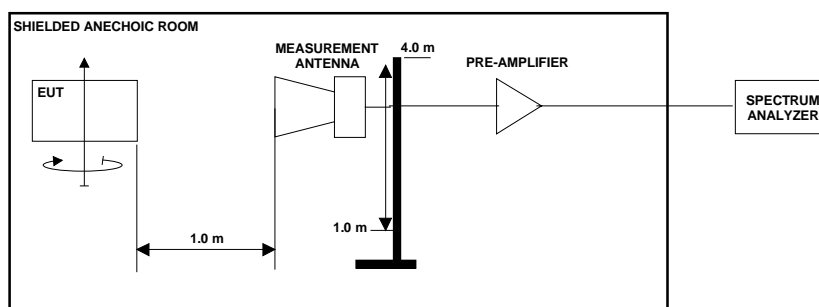 SHIELDED ANECHOIC ROOM
MEASUREMENT
ANTENNA
4.0 m
PRE-AMPLIFIER
EUT
SPECTRUM
ANALYZER
1.0 m
1.0 m